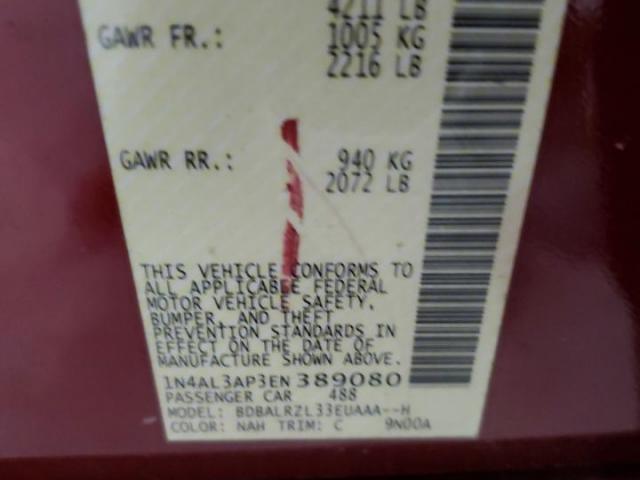 4211 LB
GAWR FR.: 1005 KG
2216 LB
GAWR RR.: 940 KG
2072 LB
THIS VEHICLE CONFORMS TO
ALL APPLICABLE FEDERAL
MOTOR VEHICLE SAFETY,
BUMPER, AND THEFT
PREVENTION STANDARDS IN
EFFECT ON THE DATE OF
MANUFACTURE SHOWN ABOVE.
1N4AL3AP3EN389080
PASSENGER CAR 488
MODEL: BDBALRZL33EUAAA--H
COLOR: NAH TRIM: C 9N00A